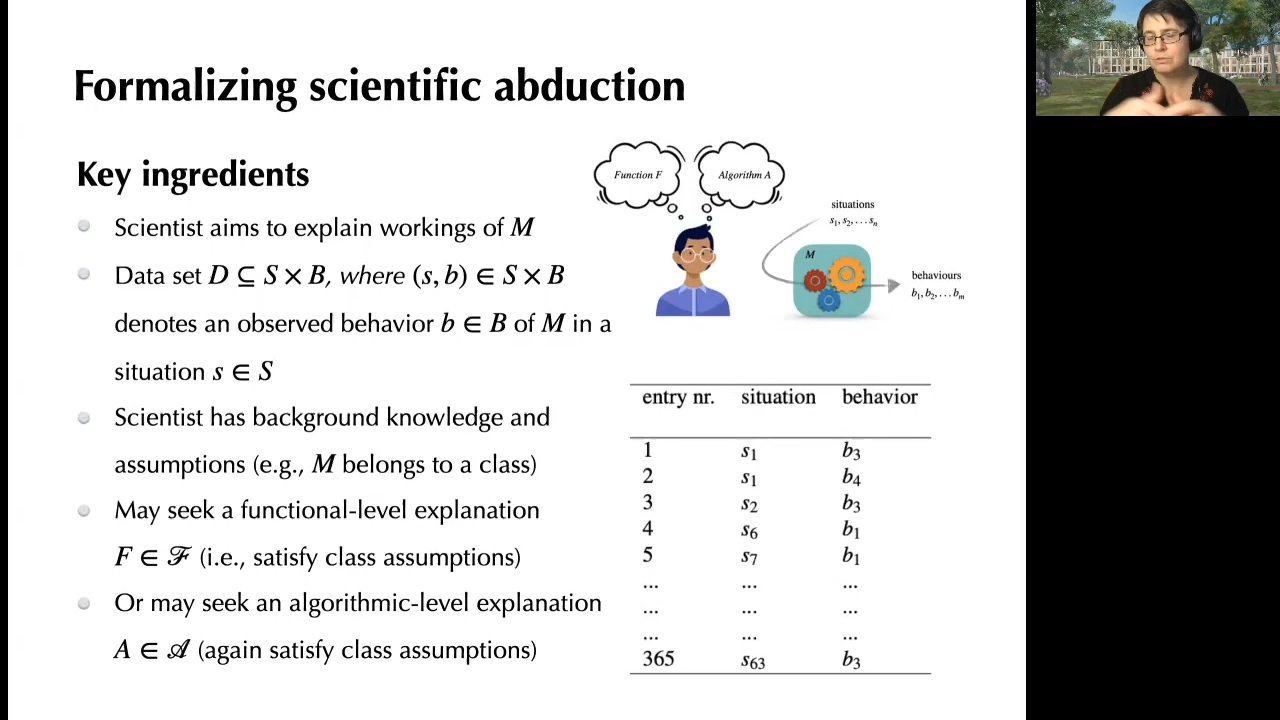 Formalizing scientific abduction
Key ingredients
Scientist aims to explain workings of M
Data set D ⊆ S × B, where (s, b) ∈ S × B
denotes an observed behavior b ∈ B of M in a
situation s ∈ S
Scientist has background knowledge and
assumptions (e.g., M belongs to a class)
May seek a functional-level explanation
F ∈ ℱ (i.e., satisfy class assumptions)
Or may seek an algorithmic-level explanation
A ∈ 𝒜 (again satisfy class assumptions)
Function F
Algorithm A
situations
s₁, s₂, . . . sₙ
M
behaviours
b₁, b₂, . . . bₘ
entry nr. situation behavior
1 s₁ b₃
2 s₁ b₄
3 s₂ b₃
4 s₆ b₁
5 s₇ b₁
... ... ...
... ... ...
... ... ...
365 s₆₃ b₃